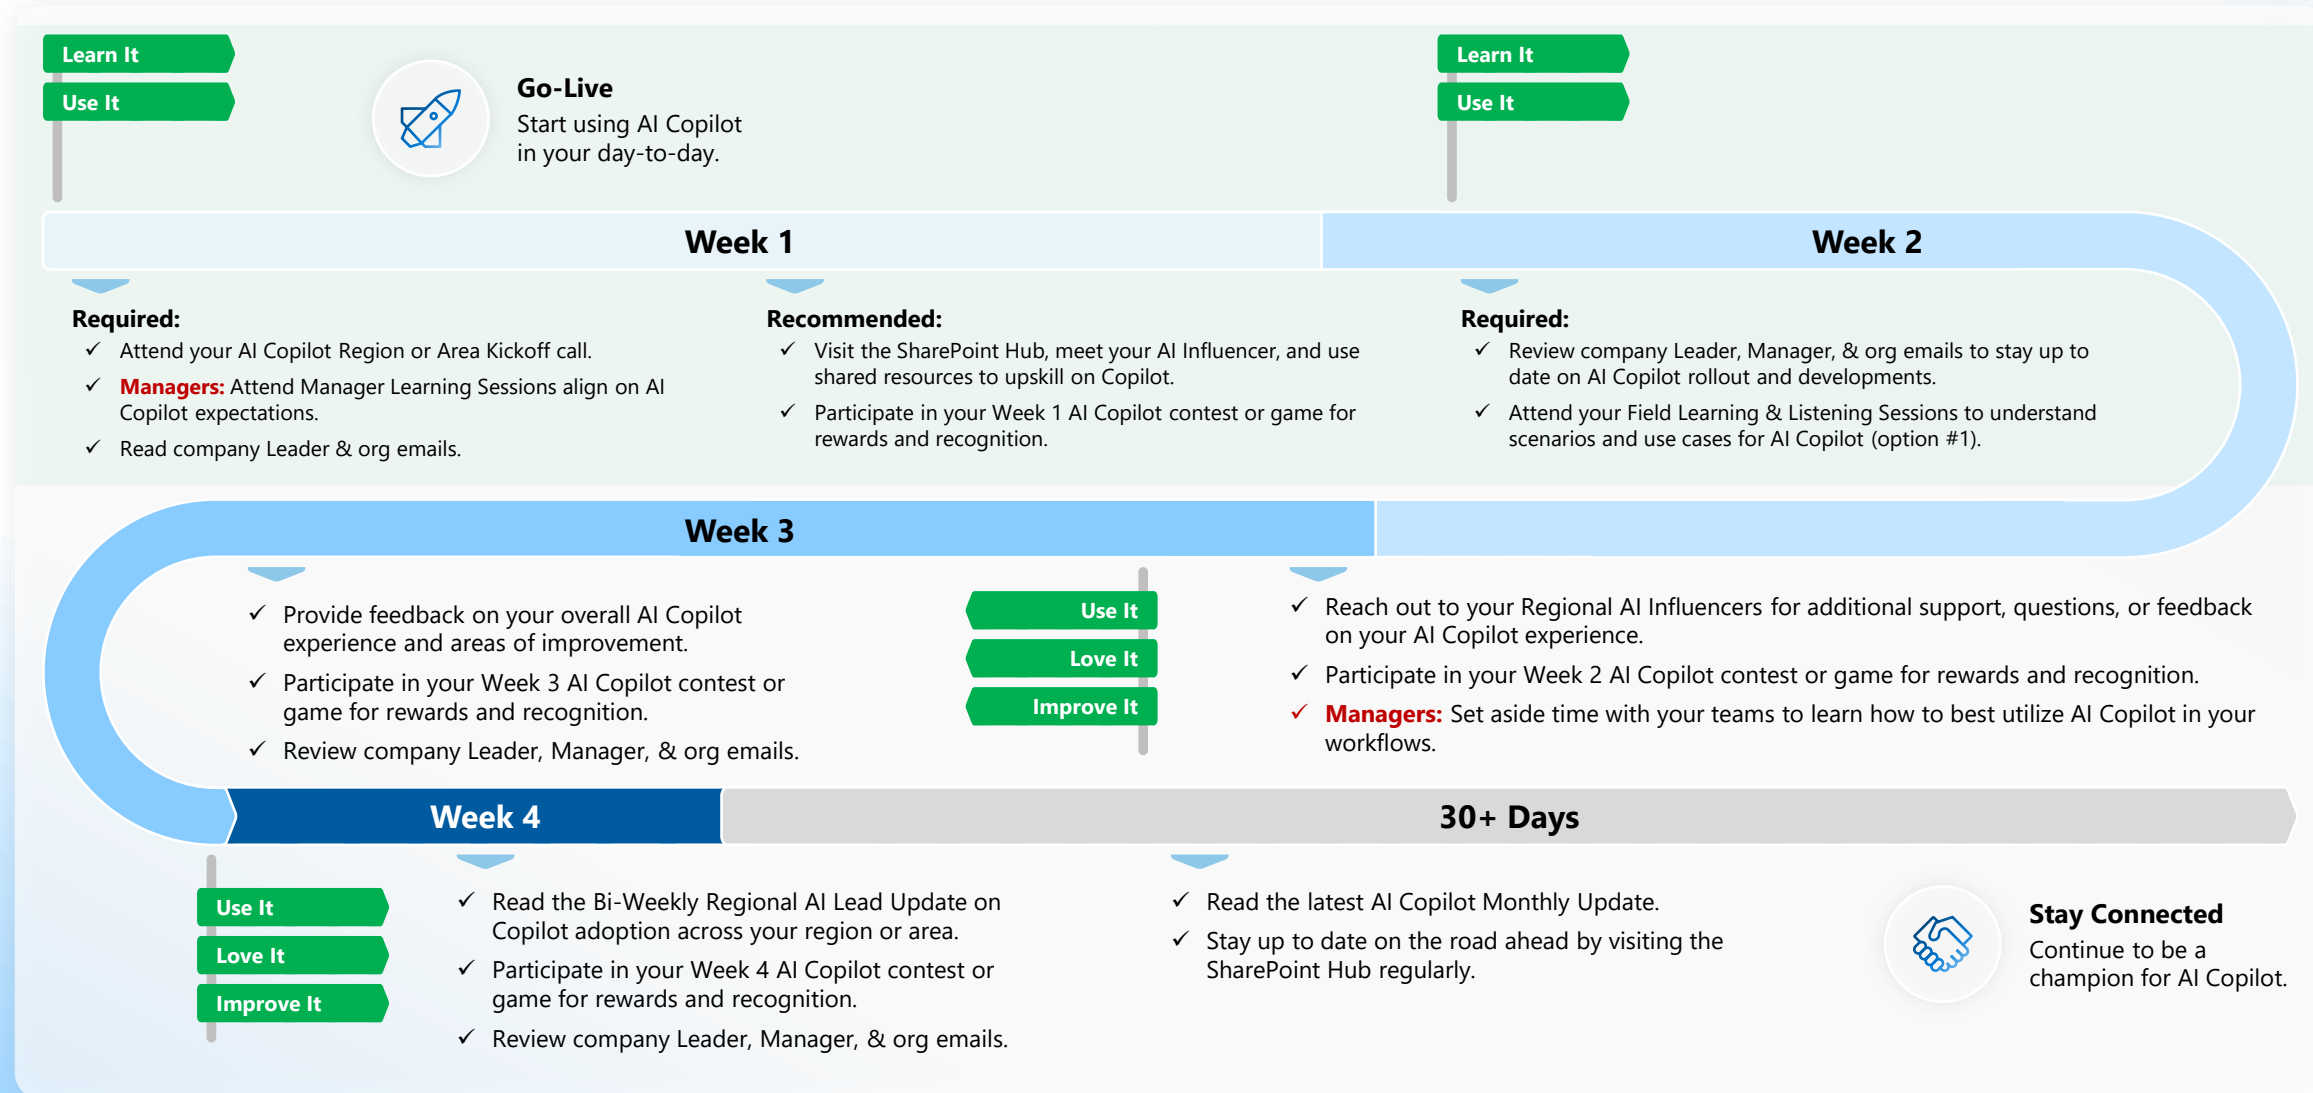 Learn It
Use It
Go-Live
Start using AI Copilot
in your day-to-day.
Learn It
Use It
Week 1
Week 2
Required:
✓ Attend your AI Copilot Region or Area Kickoff call.
✓ Managers: Attend Manager Learning Sessions align on AI
Copilot expectations.
✓ Read company Leader & org emails.
Recommended:
✓ Visit the SharePoint Hub, meet your AI Influencer, and use
shared resources to upskill on Copilot.
✓ Participate in your Week 1 AI Copilot contest or game for
rewards and recognition.
Required:
✓ Review company Leader, Manager, & org emails to stay up to
date on AI Copilot rollout and developments.
✓ Attend your Field Learning & Listening Sessions to understand
scenarios and use cases for AI Copilot (option #1).
✓ Reach out to your Regional AI Influencers for additional support, questions, or feedback
on your AI Copilot experience.
✓ Participate in your Week 2 AI Copilot contest or game for rewards and recognition.
✓ Managers: Set aside time with your teams to learn how to best utilize AI Copilot in your
workflows.
Week 3
Use It
Love It
Improve It
✓ Provide feedback on your overall AI Copilot
experience and areas of improvement.
✓ Participate in your Week 3 AI Copilot contest or
game for rewards and recognition.
✓ Review company Leader, Manager, & org emails.
Week 4
30+ Days
Use It
Love It
Improve It
✓ Read the Bi-Weekly Regional AI Lead Update on
Copilot adoption across your region or area.
✓ Participate in your Week 4 AI Copilot contest or
game for rewards and recognition.
✓ Review company Leader, Manager, & org emails.
✓ Read the latest AI Copilot Monthly Update.
✓ Stay up to date on the road ahead by visiting the
SharePoint Hub regularly.
Stay Connected
Continue to be a
champion for AI Copilot.